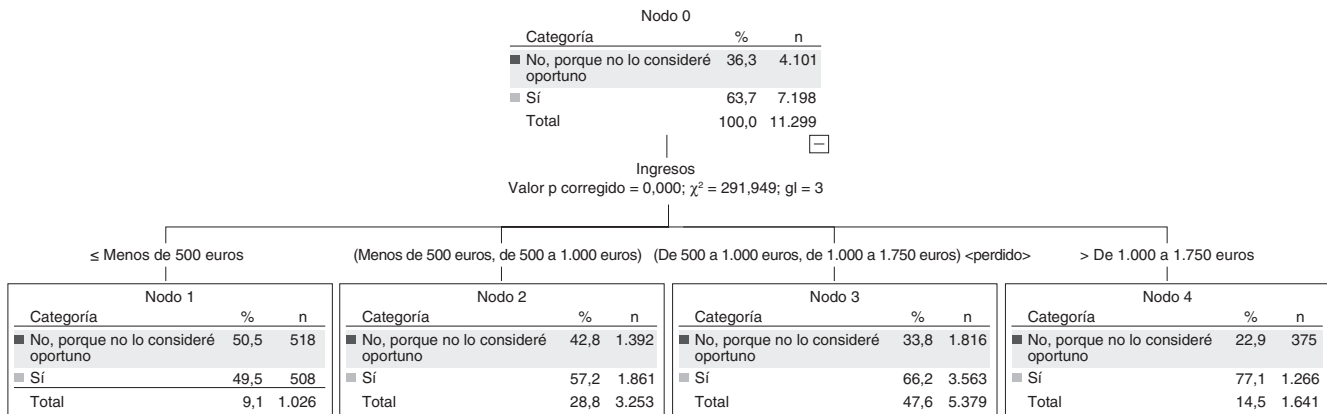 Nodo 0
Categoría % n
No, porque no lo consideré 36,3 4.101
oportuno
Sí 63,7 7.198
Total 100,0 11.299
Ingresos
Valor p corregido = 0,000; χ² = 291,949; gl = 3
≤ Menos de 500 euros
(Menos de 500 euros, de 500 a 1.000 euros)
(De 500 a 1.000 euros, de 1.000 a 1.750 euros) <perdido>
> De 1.000 a 1.750 euros
Nodo 1
Categoría % n
No, porque no lo consideré 50,5 518
oportuno
Sí 49,5 508
Total 9,1 1.026
Nodo 2
Categoría % n
No, porque no lo consideré 42,8 1.392
oportuno
Sí 57,2 1.861
Total 28,8 3.253
Nodo 3
Categoría % n
No, porque no lo consideré 33,8 1.816
oportuno
Sí 66,2 3.563
Total 47,6 5.379
Nodo 4
Categoría % n
No, porque no lo consideré 22,9 375
oportuno
Sí 77,1 1.266
Total 14,5 1.641